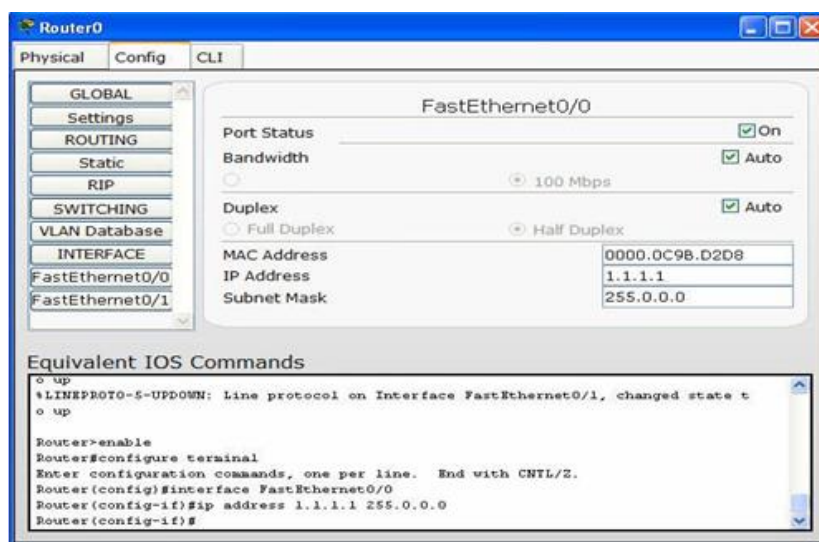 Router0
Physical Config CLI
GLOBAL
Settings
ROUTING
Static
RIP
SWITCHING
VLAN Database
INTERFACE
FastEthernet0/0
FastEthernet0/1
FastEthernet0/0
Port Status On
Bandwidth Auto
100 Mbps
Duplex Auto
Full Duplex Half Duplex
MAC Address 0000.0C9B.D2D8
IP Address 1.1.1.1
Subnet Mask 255.0.0.0
Equivalent IOS Commands
o up
%LINEPROTO-5-UPDOWN: Line protocol on Interface FastEthernet0/1, changed state t
o up
Router>enable
Router#configure terminal
Enter configuration commands, one per line. End with CNTL/Z.
Router(config)#interface FastEthernet0/0
Router(config-if)#ip address 1.1.1.1 255.0.0.0
Router(config-if)#